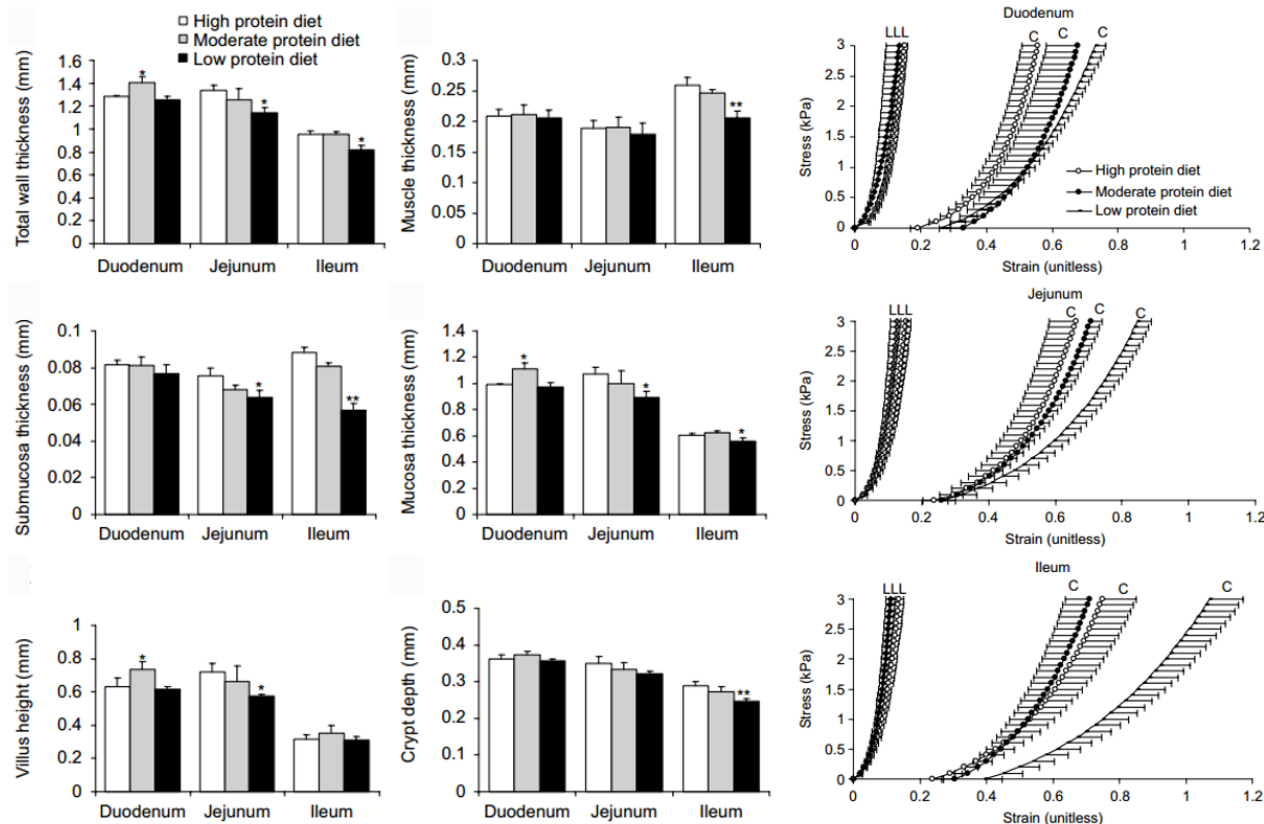 High protein diet
Moderate protein diet
Low protein diet
Total wall thickness (mm)
1.6
1.4
1.2
1
0.8
0.6
0.4
0.2
0
*
*
*
Duodenum Jejunum Ileum
Muscle thickness (mm)
0.3
0.25
0.2
0.15
0.1
0.05
0
**
Duodenum Jejunum Ileum
Duodenum
Stress (kPa)
3
2.5
2
1.5
1
0.5
0
LLL C C C
High protein diet
Moderate protein diet
Low protein diet
0 0.2 0.4 0.6 0.8 1 1.2
Strain (unitless)
Submucosa thickness (mm)
0.1
0.08
0.06
0.04
0.02
0
*
**
Duodenum Jejunum Ileum
Mucosa thickness (mm)
1.4
1.2
1
0.8
0.6
0.4
0.2
0
*
*
*
Duodenum Jejunum Ileum
Jejunum
Stress (kPa)
3
2.5
2
1.5
1
0.5
0
LLL C C C
0 0.2 0.4 0.6 0.8 1 1.2
Strain (unitless)
Villus height (mm)
1
0.8
0.6
0.4
0.2
0
*
*
Duodenum Jejunum Ileum
Crypt depth (mm)
0.5
0.4
0.3
0.2
0.1
0
**
Duodenum Jejunum Ileum
Ileum
Stress (kPa)
3
2.5
2
1.5
1
0.5
0
LLL C C C
0 0.2 0.4 0.6 0.8 1 1.2
Strain (unitless)